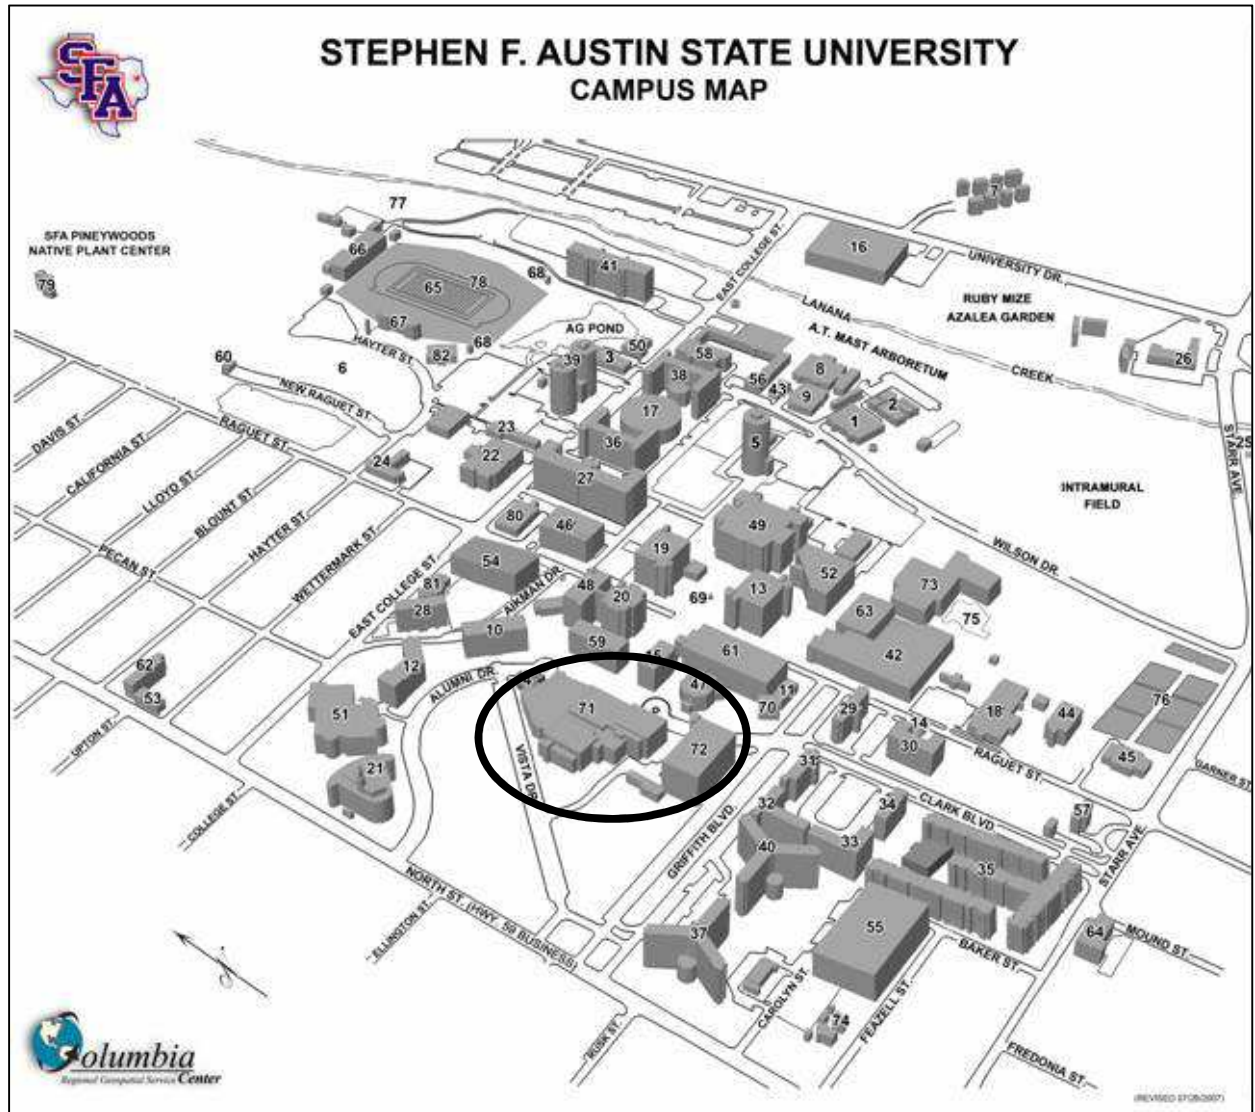 SFA
STEPHEN F. AUSTIN STATE UNIVERSITY
CAMPUS MAP
77
7
SFA PINEYWOODS
NATIVE PLANT CENTER
66
16
41
EAST COLLEGE ST.
UNIVERSITY DR.
79
65
78
68
LANANA
RUBY MIZE
AZALEA GARDEN
67
AG POND
A.T. MAST ARBORETUM
HAYTER ST.
82
68
50
58
26
60
6
39
3
38
56
43
8
CREEK
NEW RAGUET ST.
9
2
DAVIS ST.
RAGUET ST.
23
17
1
STARR AVE.
CALIFORNIA ST.
24
22
36
5
25
LLOYD ST.
27
INTRAMURAL
FIELD
BLOUNT ST.
80
46
49
PECAN ST.
HAYTER ST.
54
19
WILSON DR.
WETTERMARK ST.
81
48
52
73
EAST COLLEGE ST.
28
AIKMAN DR.
20
69
13
63
75
10
59
61
42
62
12
15
53
ALUMNI DR.
47
11
76
51
71
70
29
18
44
UPTON ST.
14
72
30
45
21
VISTA DR.
31
RAGUET ST.
GARNER ST.
COLLEGE ST.
32
34
CLARK BLVD
57
GRIFFITH BLVD.
33
40
35
STARR AVE.
NORTH ST. (HWY. 59 BUSINESS)
ELLINGTON ST.
37
55
64
MOUND ST.
BAKER ST.
CAROLYN ST.
FEAZELL ST.
74
RUSK ST.
FREDONIA ST.
Columbia
Regional Geospatial Service Center
(REVISED 07/28/2007)